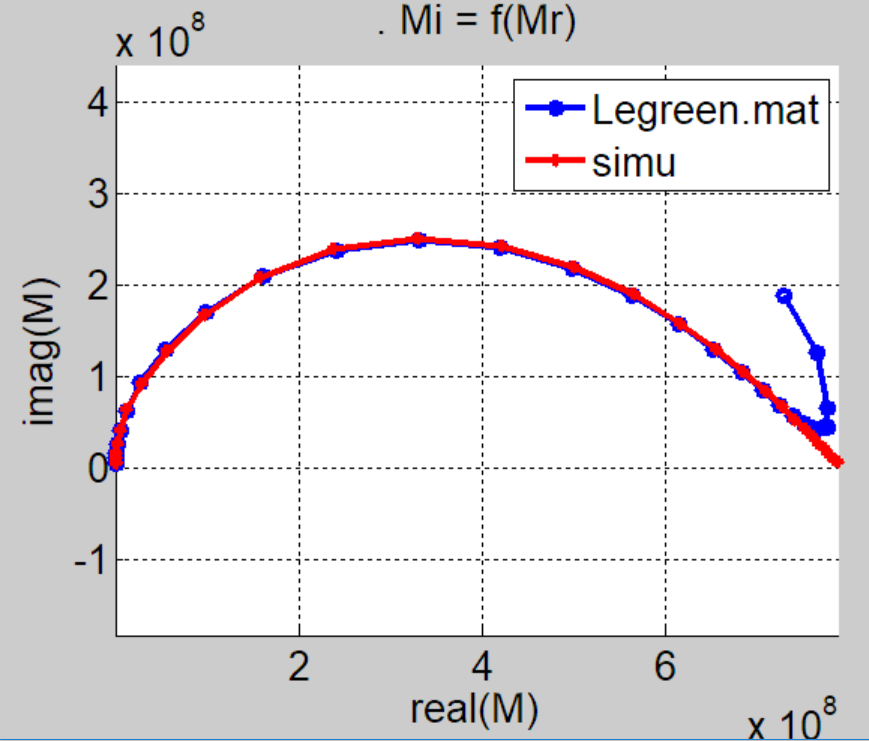 . Mi = f(Mr)
x 10^8
Legreen.mat
simu
4
3
2
1
0
-1
imag(M)
2 4 6
real(M)
x 10^8